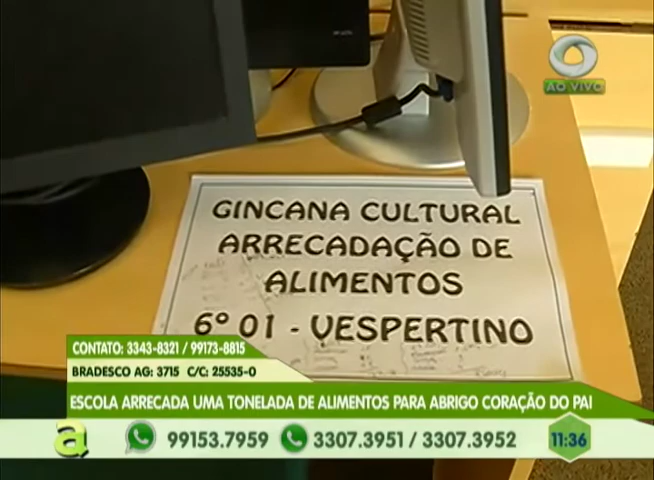 AO VIVO
GINCANA CULTURAL
ARRECADAÇÃO DE
ALIMENTOS
6º 01 - VESPERTINO
CONTATO: 3343-8321 / 99173-8815
BRADESCO AG: 3715 C/C: 25535-0
ESCOLA ARRECADA UMA TONELADA DE ALIMENTOS PARA ABRIGO CORAÇÃO DO PAI
a 99153.7959 3307.3951 / 3307.3952 11:36